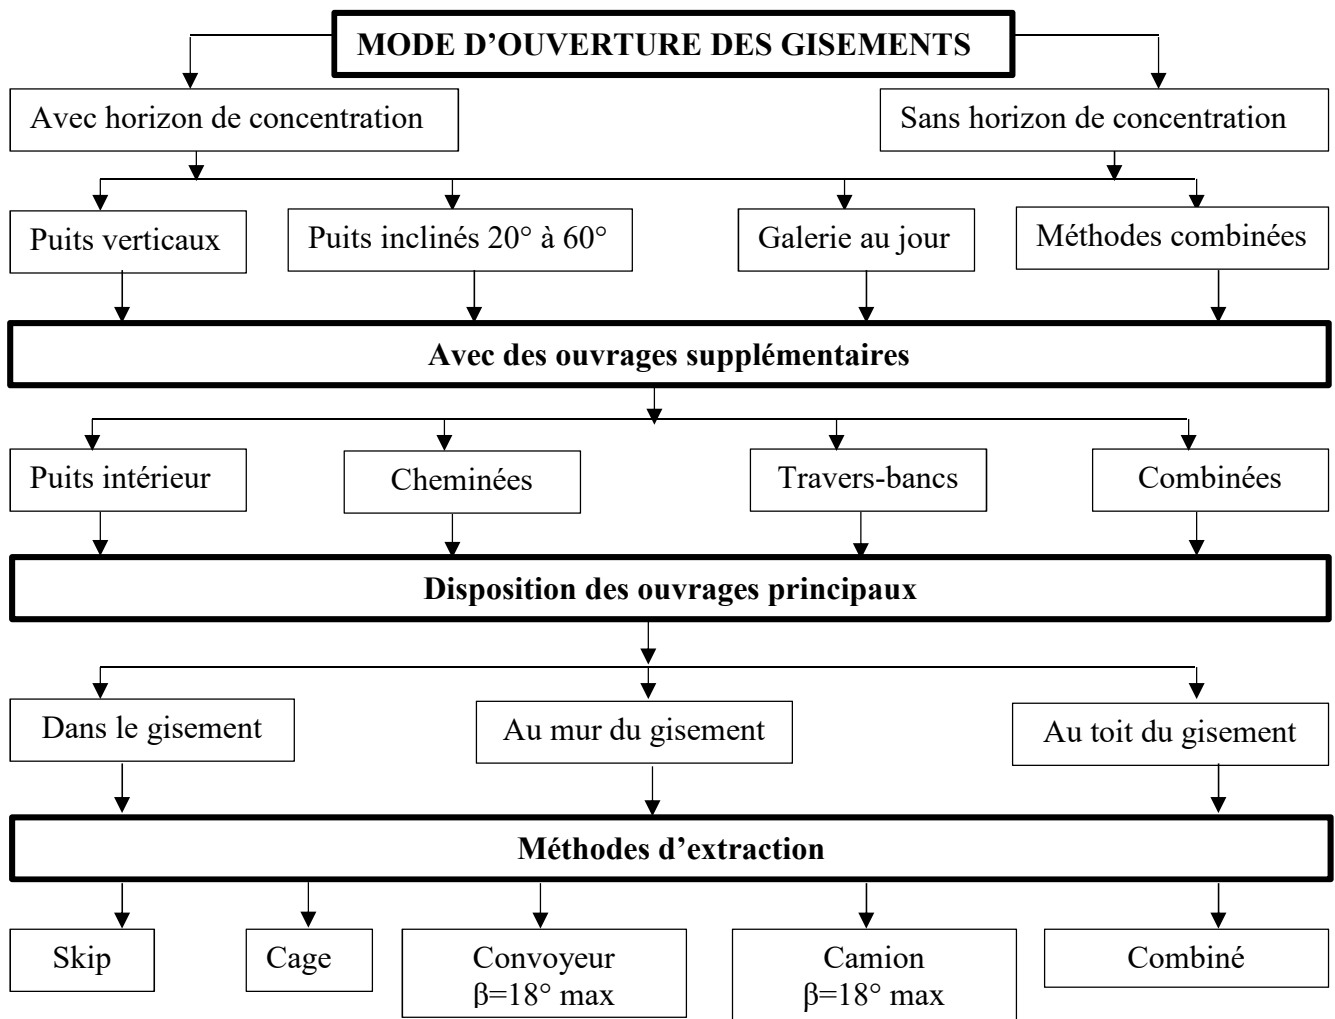 MODE D’OUVERTURE DES GISEMENTS
Avec horizon de concentration
Sans horizon de concentration
Puits verticaux
Puits inclinés 20° à 60°
Galerie au jour
Méthodes combinées
Avec des ouvrages supplémentaires
Puits intérieur
Cheminées
Travers-bancs
Combinées
Disposition des ouvrages principaux
Dans le gisement
Au mur du gisement
Au toit du gisement
Méthodes d’extraction
Skip
Cage
Convoyeur
β=18° max
Camion
β=18° max
Combiné